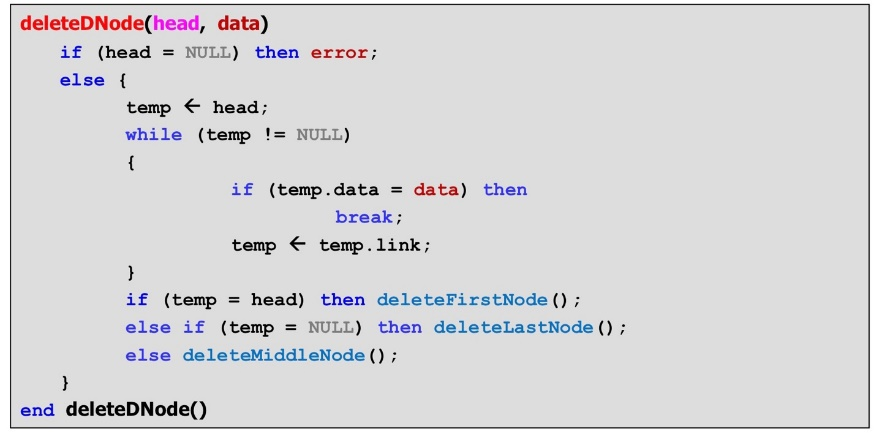 deleteDNode(head, data)
if (head = NULL) then error;
else {
temp ← head;
while (temp != NULL)
{
if (temp.data = data) then
break;
temp ← temp.link;
}
if (temp = head) then deleteFirstNode();
else if (temp = NULL) then deleteLastNode();
else deleteMiddleNode();
}
end deleteDNode()